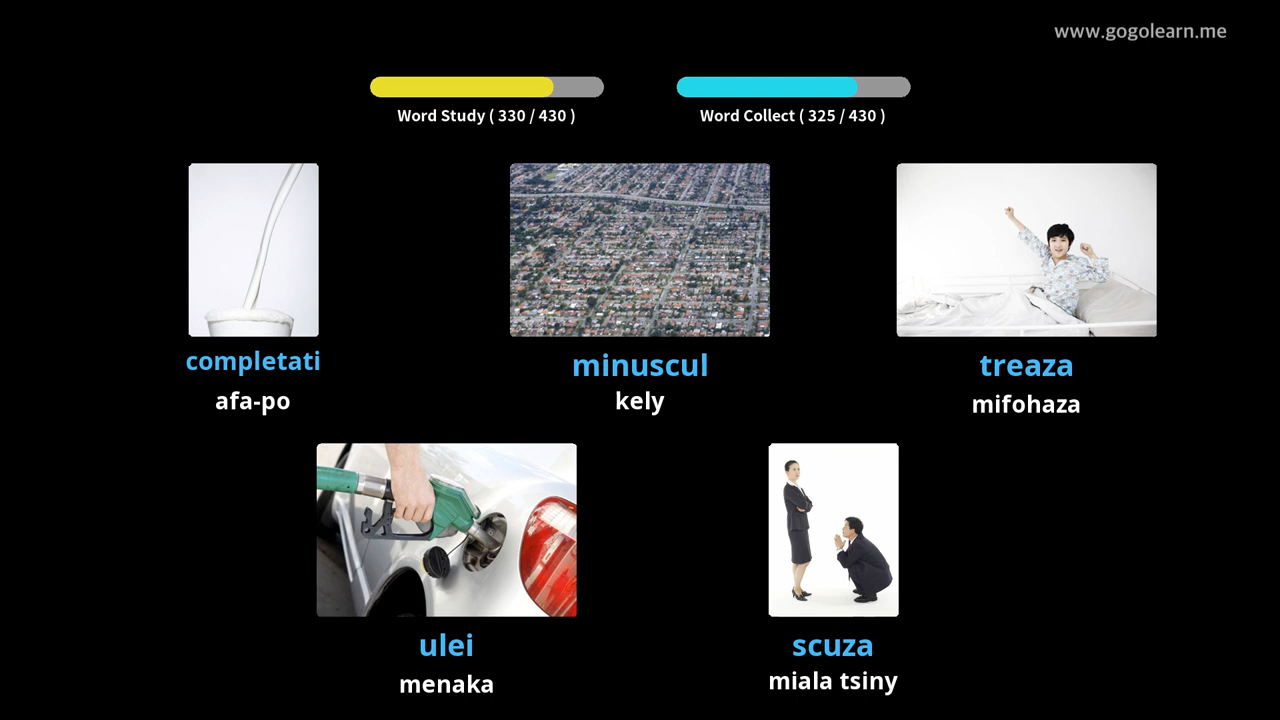 www.gogolearn.me
Word Study ( 330 / 430 )
Word Collect ( 325 / 430 )
completati
afa-po
minuscul
kely
treaza
mifohaza
ulei
menaka
scuza
miala tsiny